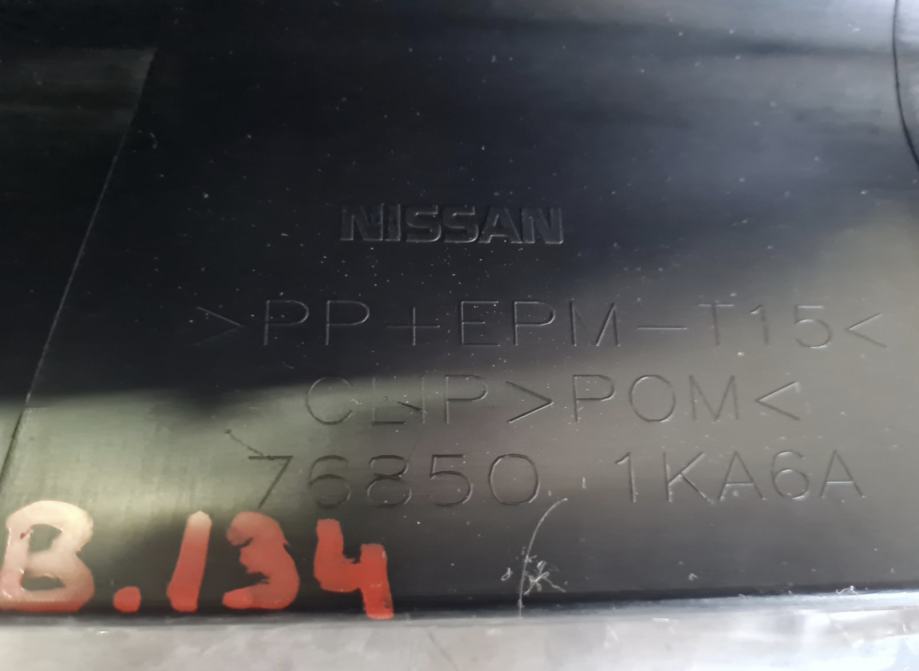 NISSAN
>PP+EPM-T15<
CLIP>POM<
76850 1KA6A
B.134